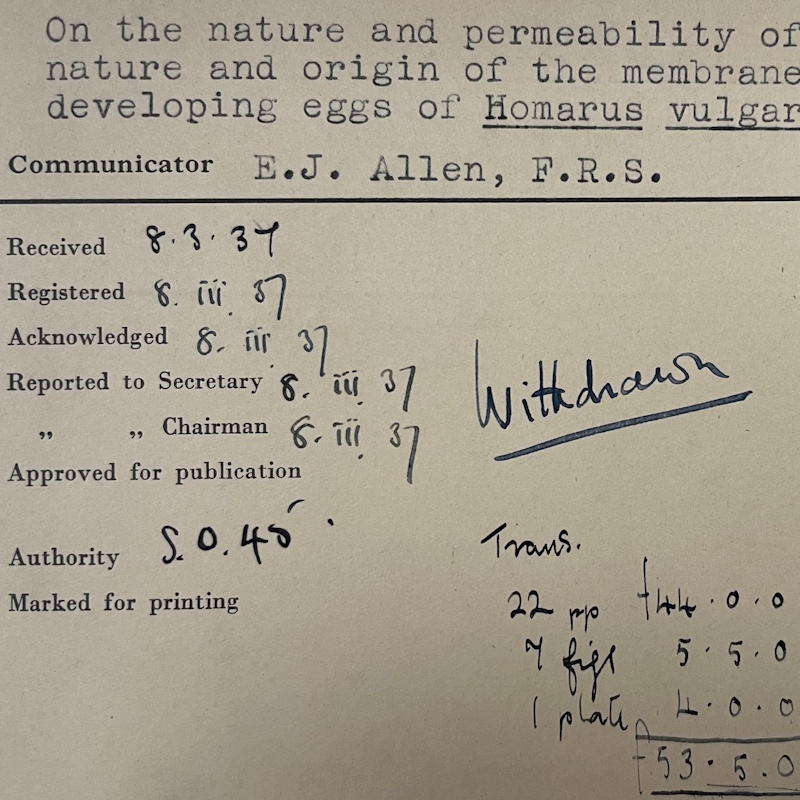 On the nature and permeability of
nature and origin of the membrane
developing eggs of Homarus vulgar
Communicator E.J. Allen, F.R.S.
Received 8.3.37
Registered 8. iii. 37
Acknowledged 8. iii. 37
Reported to Secretary 8. iii. 37
„ „ Chairman 8. iii. 37
Withdrawn
Approved for publication
Authority S.O. 45.
Marked for printing
Trans.
22 pp £44.0.0
7 figs 5.5.0
1 plate 4.0.0
£53.5.0